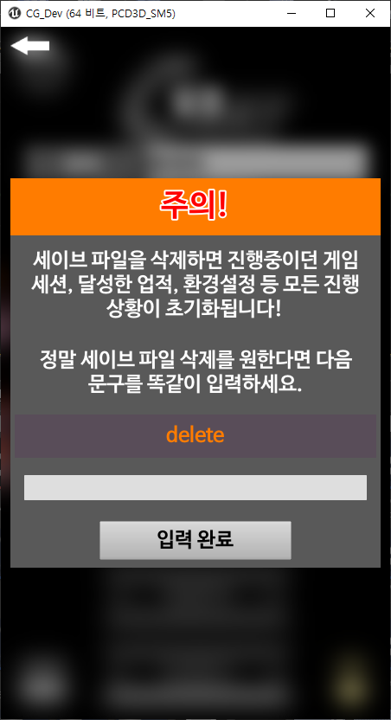 CG_Dev (64 비트, PCD3D_SM5)
주의!
세이브 파일을 삭제하면 진행중이던 게임
세션, 달성한 업적, 환경설정 등 모든 진행
상황이 초기화됩니다!
정말 세이브 파일 삭제를 원한다면 다음
문구를 똑같이 입력하세요.
delete
입력 완료